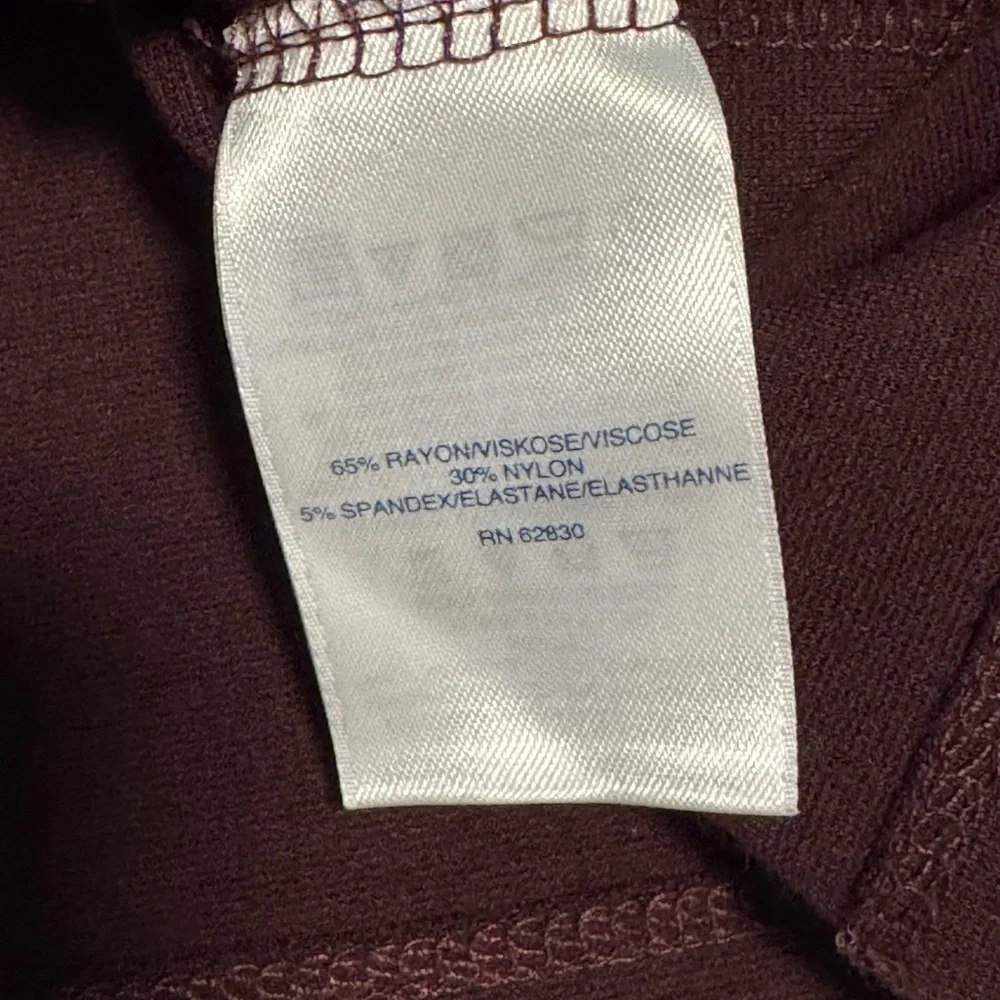 65% RAYON/VISKOSE/VISCOSE
30% NYLON
5% SPANDEX/ELASTANE/ELASTHANNE
RN 62830